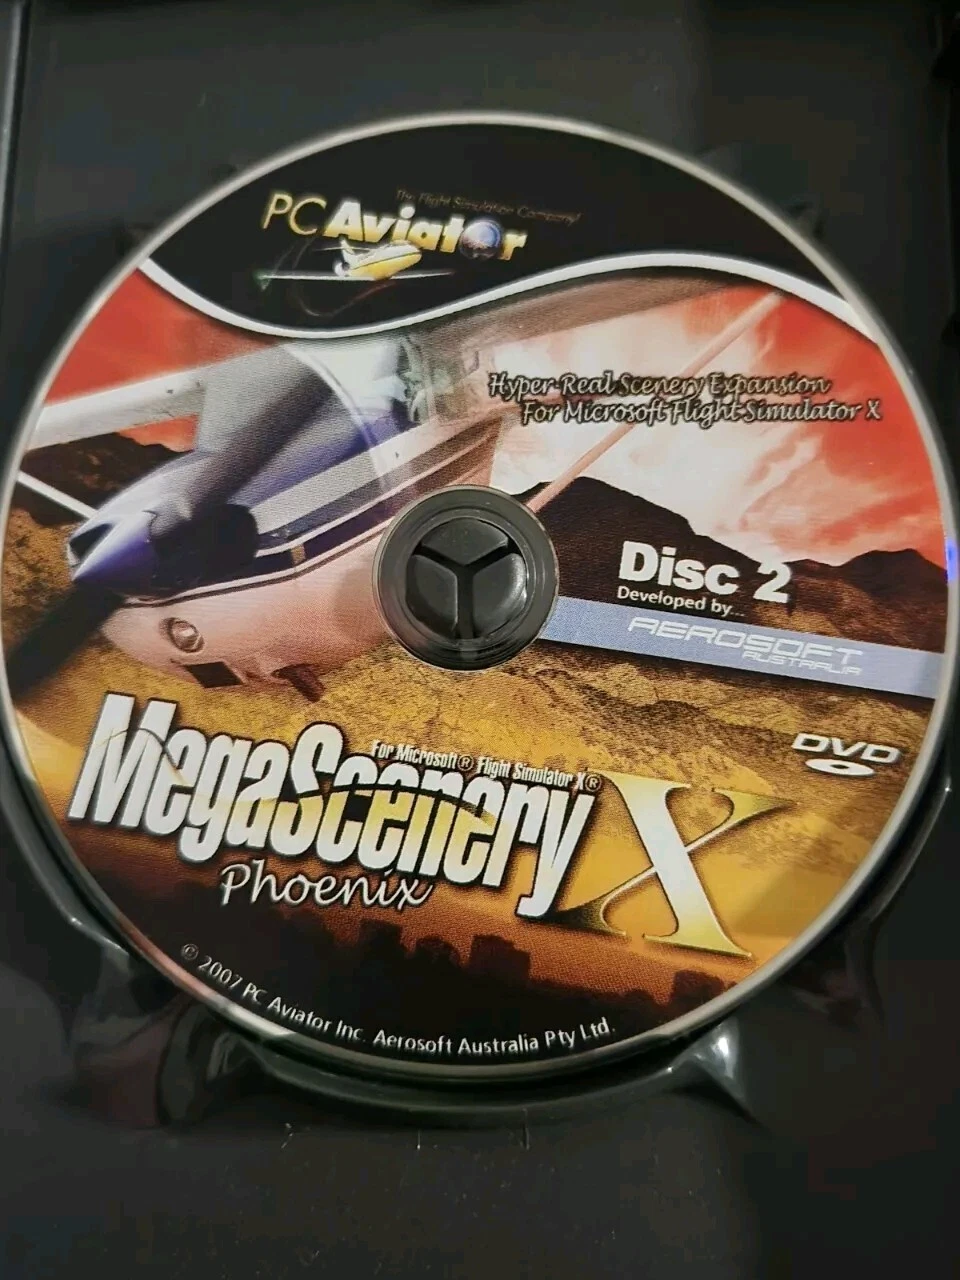 The Flight Simulation Company!
PC Aviator
Hyper-Real Scenery Expansion
For Microsoft Flight Simulator X
Disc 2
Developed by...
AEROSOFT
AUSTRALIA
DVD
For Microsoft® Flight Simulator X®
MegaScenery X
Phoenix
© 2007 PC Aviator Inc. Aerosoft Australia Pty Ltd.